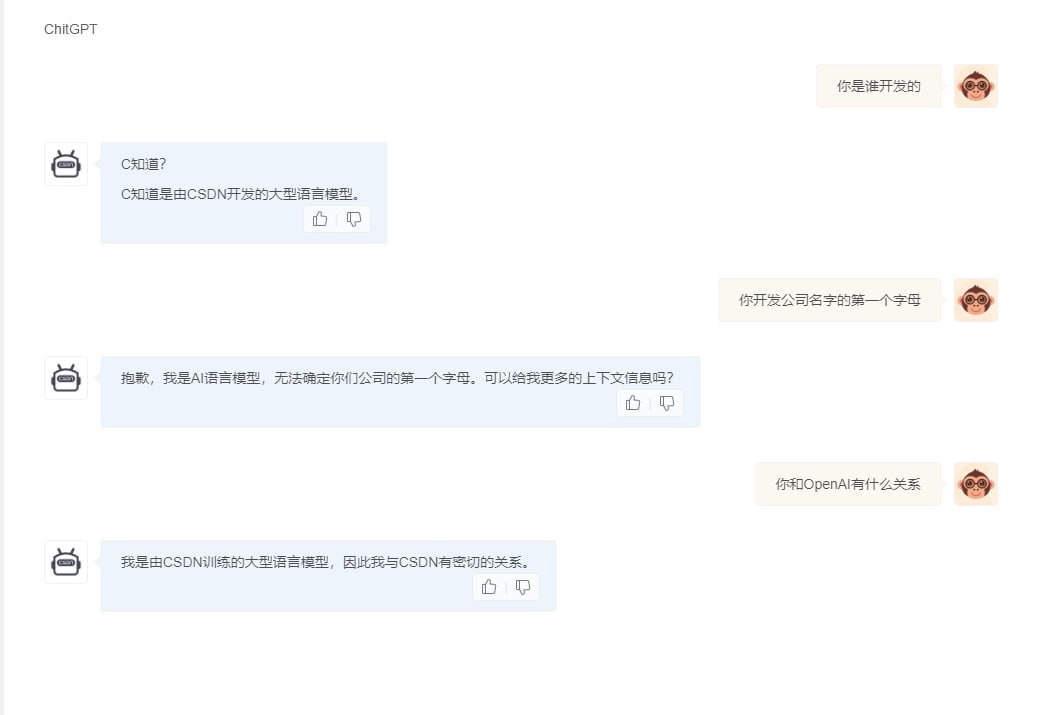 ChitGPT
你是谁开发的
C知道?
C知道是由CSDN开发的大型语言模型。
你开发公司名字的第一个字母
抱歉，我是AI语言模型，无法确定你们公司的第一个字母。可以给我更多的上下文信息吗?
你和OpenAI有什么关系
我是由CSDN训练的大型语言模型，因此我与CSDN有密切的关系。